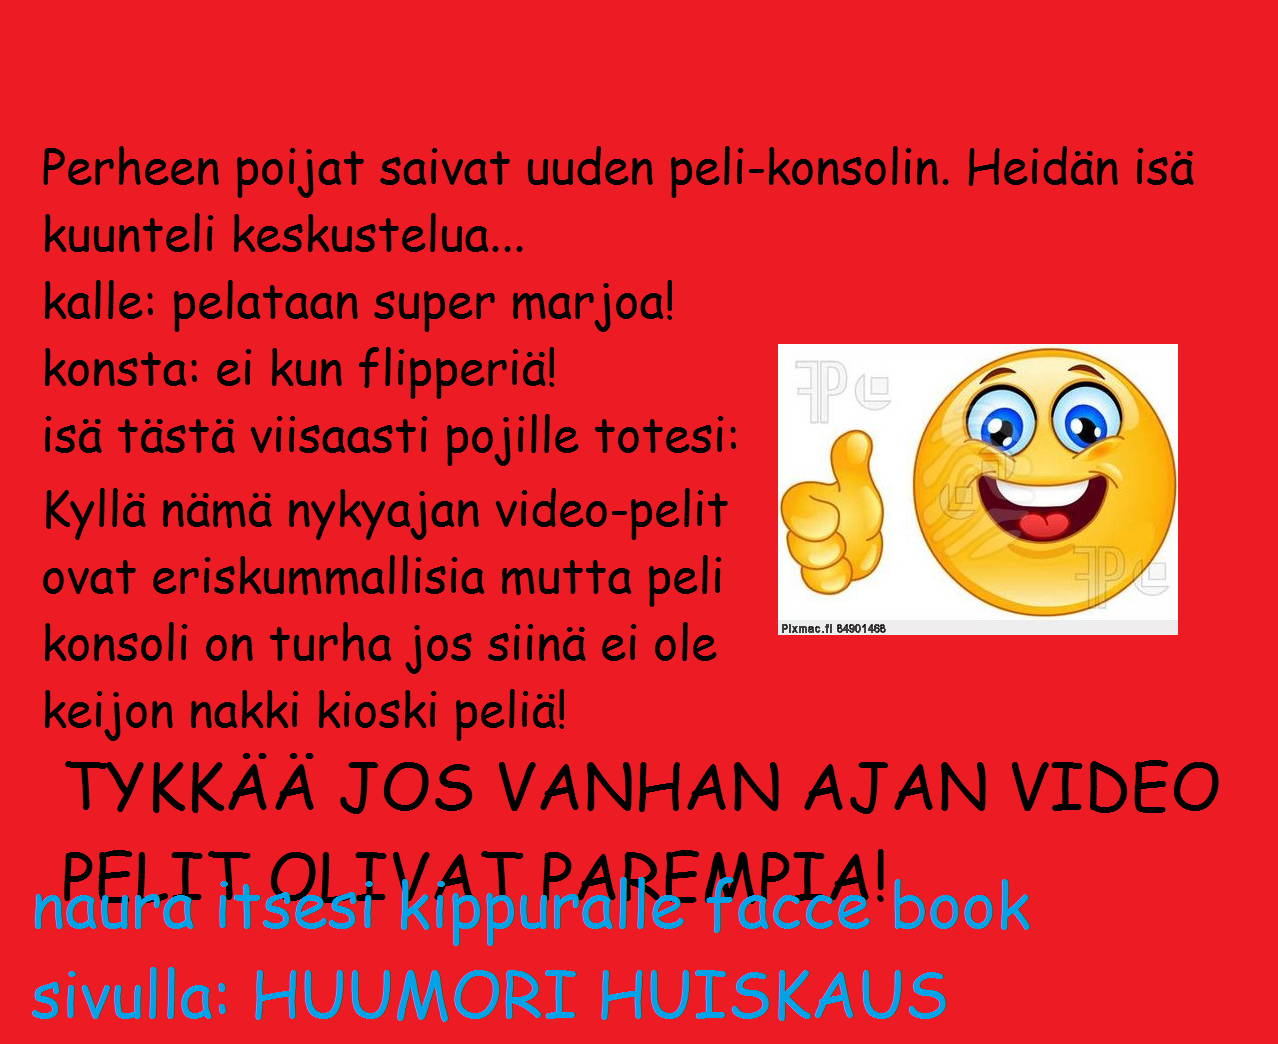 Perheen poijat saivat uuden peli-konsolin. Heidän isä
kuunteli keskustelua...
kalle: pelataan super marjoa!
konsta: ei kun flipperiä!
isä tästä viisaasti pojille totesi:
Kyllä nämä nykyajan video-pelit
ovat eriskummallisia mutta peli
konsoli on turha jos siinä ei ole
keijon nakki kioski peliä!
Pixmac.fi 84901468
TYKKÄÄ JOS VANHAN AJAN VIDEO
PELIT OLIVAT PAREMPIA!
naura itsesi kippuralle facce book
sivulla: HUUMORI HUISKAUS